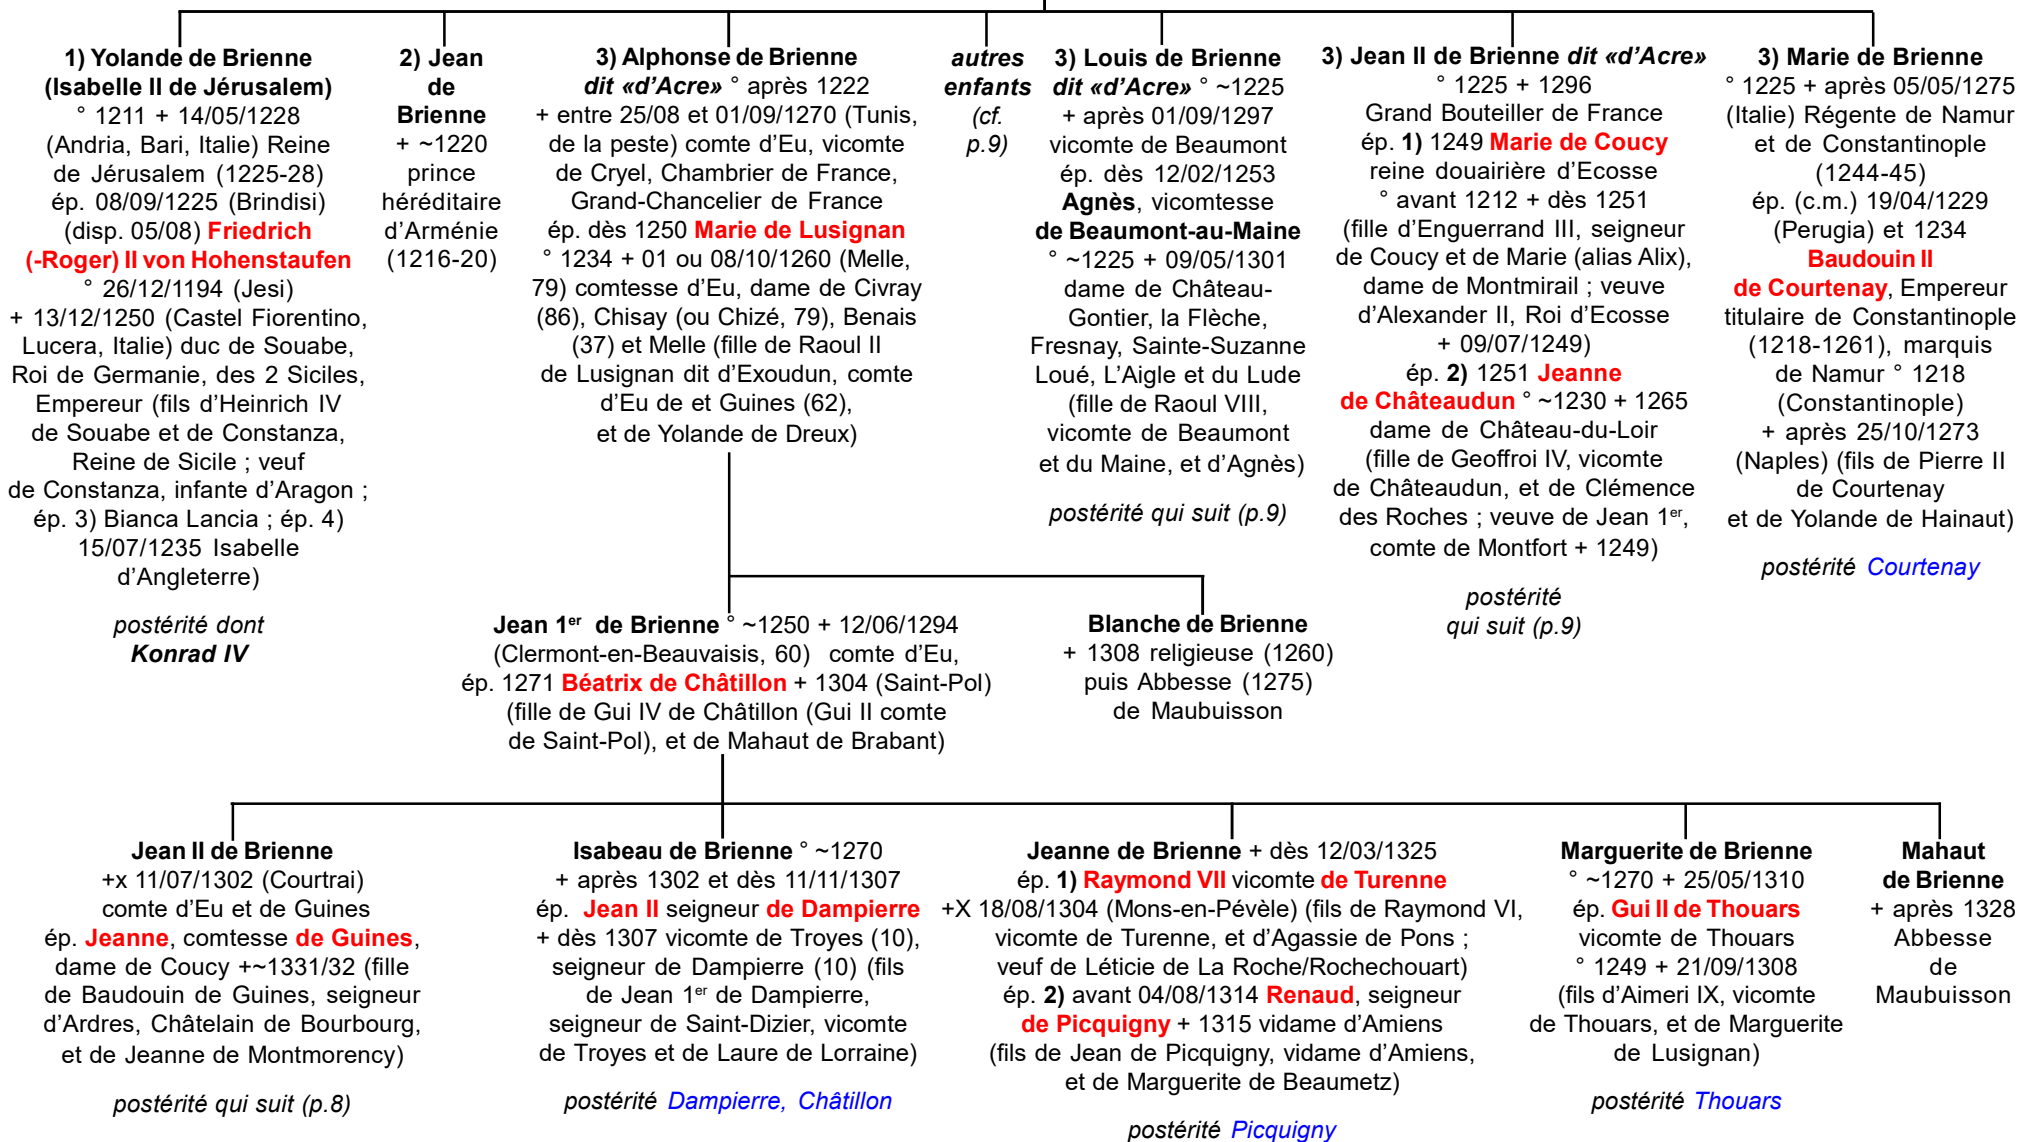 1) Yolande de Brienne
(Isabelle II de Jérusalem)
° 1211 + 14/05/1228
(Andria, Bari, Italie) Reine
de Jérusalem (1225-28)
ép. 08/09/1225 (Brindisi)
(disp. 05/08) Friedrich
(-Roger) II von Hohenstaufen
° 26/12/1194 (Jesi)
+ 13/12/1250 (Castel Fiorentino,
Lucera, Italie) duc de Souabe,
Roi de Germanie, des 2 Siciles,
Empereur (fils d'Heinrich IV
de Souabe et de Constanza,
Reine de Sicile ; veuf
de Constanza, infante d'Aragon ;
ép. 3) Bianca Lancia ; ép. 4)
15/07/1235 Isabelle
d'Angleterre)
postérité dont
Konrad IV
2) Jean
de
Brienne
+ ~1220
prince
héréditaire
d'Arménie
(1216-20)
3) Alphonse de Brienne
dit «d'Acre» ° après 1222
+ entre 25/08 et 01/09/1270 (Tunis,
de la peste) comte d'Eu, vicomte
de Cryel, Chambrier de France,
Grand-Chancelier de France
ép. dès 1250 Marie de Lusignan
° 1234 + 01 ou 08/10/1260 (Melle,
79) comtesse d'Eu, dame de Civray
(86), Chisay (ou Chizé, 79), Benais
(37) et Melle (fille de Raoul II
de Lusignan dit d'Exoudun, comte
d'Eu de et Guines (62),
et de Yolande de Dreux)
autres
enfants
(cf.
p.9)
3) Louis de Brienne
dit «d'Acre» ° ~1225
+ après 01/09/1297
vicomte de Beaumont
ép. dès 12/02/1253
Agnès, vicomtesse
de Beaumont-au-Maine
° ~1225 + 09/05/1301
dame de Château-
Gontier, la Flèche,
Fresnay, Sainte-Suzanne
Loué, L'Aigle et du Lude
(fille de Raoul VIII,
vicomte de Beaumont
et du Maine, et d'Agnès)
postérité qui suit (p.9)
3) Jean II de Brienne dit «d'Acre»
° 1225 + 1296
Grand Bouteiller de France
ép. 1) 1249 Marie de Coucy
reine douairière d'Ecosse
° avant 1212 + dès 1251
(fille d'Enguerrand III, seigneur
de Coucy et de Marie (alias Alix),
dame de Montmirail ; veuve
d'Alexander II, Roi d'Ecosse
+ 09/07/1249)
ép. 2) 1251 Jeanne
de Châteaudun ° ~1230 + 1265
dame de Château-du-Loir
(fille de Geoffroi IV, vicomte
de Châteaudun, et de Clémence
des Roches ; veuve de Jean 1er,
comte de Montfort + 1249)
postérité
qui suit (p.9)
3) Marie de Brienne
° 1225 + après 05/05/1275
(Italie) Régente de Namur
et de Constantinople
(1244-45)
ép. (c.m.) 19/04/1229
(Perugia) et 1234
Baudouin II
de Courtenay, Empereur
titulaire de Constantinople
(1218-1261), marquis
de Namur ° 1218
(Constantinople)
+ après 25/10/1273
(Naples) (fils de Pierre II
de Courtenay
et de Yolande de Hainaut)
postérité Courtenay
Jean 1er de Brienne ° ~1250 + 12/06/1294
(Clermont-en-Beauvaisis, 60) comte d'Eu,
ép. 1271 Béatrix de Châtillon + 1304 (Saint-Pol)
(fille de Gui IV de Châtillon (Gui II comte
de Saint-Pol), et de Mahaut de Brabant)
Blanche de Brienne
+ 1308 religieuse (1260)
puis Abbesse (1275)
de Maubuisson
Jean II de Brienne
+x 11/07/1302 (Courtrai)
comte d'Eu et de Guines
ép. Jeanne, comtesse de Guines,
dame de Coucy +~1331/32 (fille
de Baudouin de Guines, seigneur
d'Ardres, Châtelain de Bourbourg,
et de Jeanne de Montmorency)
postérité qui suit (p.8)
Isabeau de Brienne ° ~1270
+ après 1302 et dès 11/11/1307
ép. Jean II seigneur de Dampierre
+ dès 1307 vicomte de Troyes (10),
seigneur de Dampierre (10) (fils
de Jean 1er de Dampierre,
seigneur de Saint-Dizier, vicomte
de Troyes et de Laure de Lorraine)
postérité Dampierre, Châtillon
Jeanne de Brienne + dès 12/03/1325
ép. 1) Raymond VII vicomte de Turenne
+X 18/08/1304 (Mons-en-Pévèle) (fils de Raymond VI,
vicomte de Turenne, et d'Agassie de Pons ;
veuf de Léticie de La Roche/Rochechouart)
ép. 2) avant 04/08/1314 Renaud, seigneur
de Picquigny + 1315 vidame d'Amiens
(fils de Jean de Picquigny, vidame d'Amiens,
et de Marguerite de Beaumetz)
postérité Picquigny
Marguerite de Brienne
° ~1270 + 25/05/1310
ép. Gui II de Thouars
vicomte de Thouars
° 1249 + 21/09/1308
(fils d'Aimeri IX, vicomte
de Thouars, et de Marguerite
de Lusignan)
postérité Thouars
Mahaut
de Brienne
+ après 1328
Abbesse
de
Maubuisson